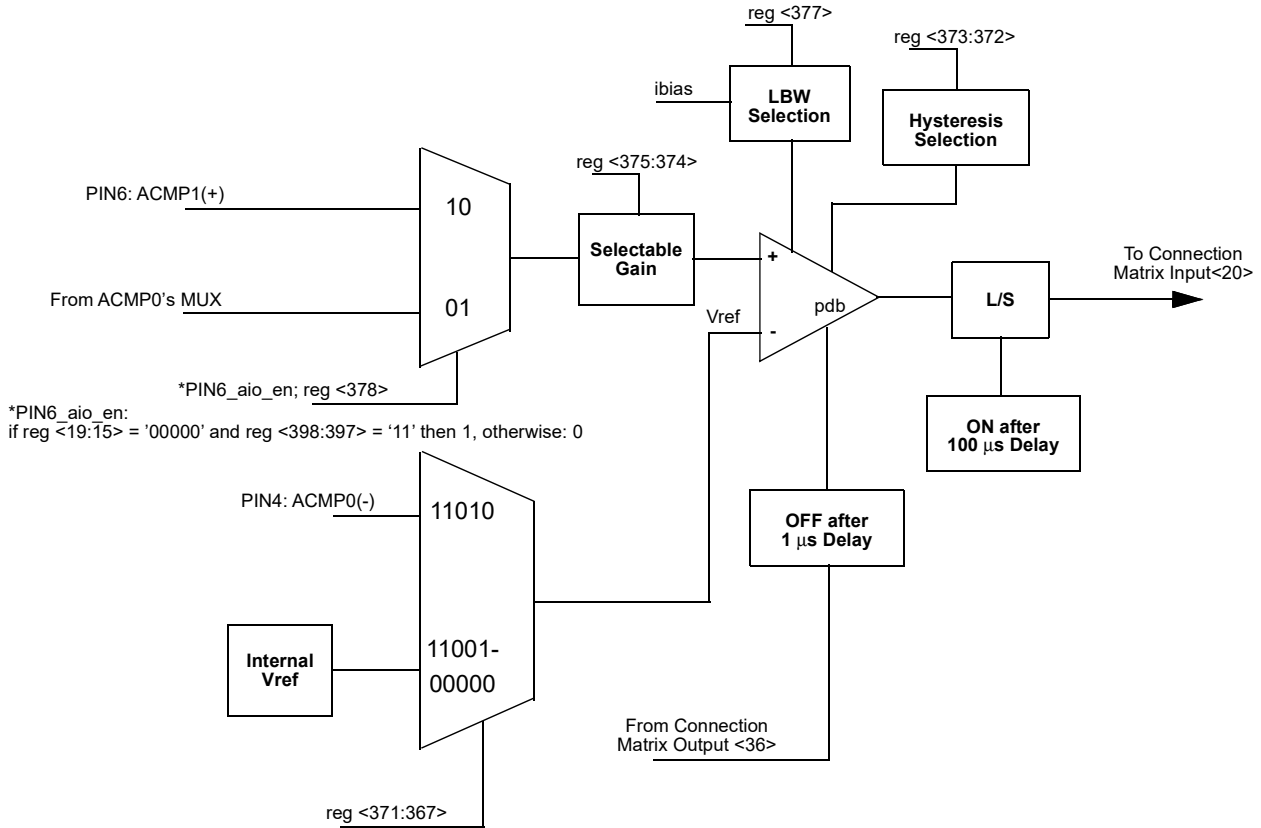 reg <377>
reg <373:372>
ibias
LBW
Selection
Hysteresis
Selection
reg <375:374>
PIN6: ACMP1(+)
10
Selectable
Gain
+
To Connection
Matrix Input<20>
From ACMP0's MUX
01
Vref
pdb
-
L/S
*PIN6_aio_en; reg <378>
*PIN6_aio_en:
if reg <19:15> = '00000' and reg <398:397> = ‘11’ then 1, otherwise: 0
ON after
100 μs Delay
PIN4: ACMP0(-)
11010
OFF after
1 μs Delay
Internal
Vref
11001-
00000
From Connection
Matrix Output <36>
reg <371:367>